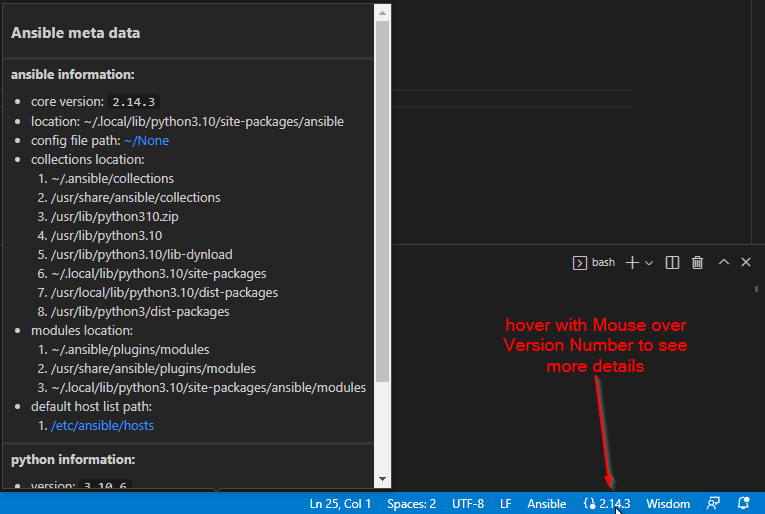 Ansible meta data
ansible information:
• core version: 2.14.3
• location: ~/.local/lib/python3.10/site-packages/ansible
• config file path: ~/None
• collections location:
1. ~/.ansible/collections
2. /usr/share/ansible/collections
3. /usr/lib/python310.zip
4. /usr/lib/python3.10
5. /usr/lib/python3.10/lib-dynload
6. ~/.local/lib/python3.10/site-packages
7. /usr/local/lib/python3.10/dist-packages
8. /usr/lib/python3/dist-packages
• modules location:
1. ~/.ansible/plugins/modules
2. /usr/share/ansible/plugins/modules
3. ~/.local/lib/python3.10/site-packages/ansible/modules
• default host list path:
1. /etc/ansible/hosts
python information:
• version: 3.10.6
bash
hover with Mouse over
Version Number to see
more details
Ln 25, Col 1 Spaces: 2 UTF-8 LF Ansible 2.14.3 Wisdom